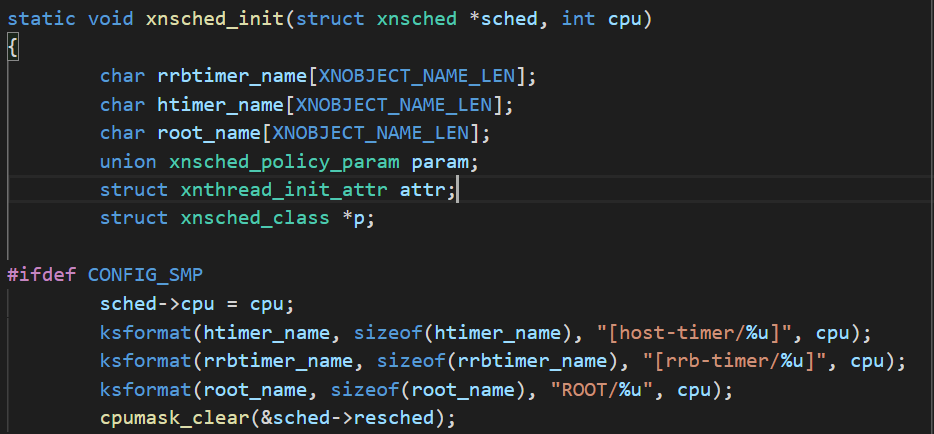 static void xnsched_init(struct xnsched *sched, int cpu)
{
        char rrbtimer_name[XNOBJECT_NAME_LEN];
        char htimer_name[XNOBJECT_NAME_LEN];
        char root_name[XNOBJECT_NAME_LEN];
        union xnsched_policy_param param;
        struct xnthread_init_attr attr;
        struct xnsched_class *p;

#ifdef CONFIG_SMP
        sched->cpu = cpu;
        ksformat(htimer_name, sizeof(htimer_name), "[host-timer/%u]", cpu);
        ksformat(rrbtimer_name, sizeof(rrbtimer_name), "[rrb-timer/%u]", cpu);
        ksformat(root_name, sizeof(root_name), "ROOT/%u", cpu);
        cpumask_clear(&sched->resched);